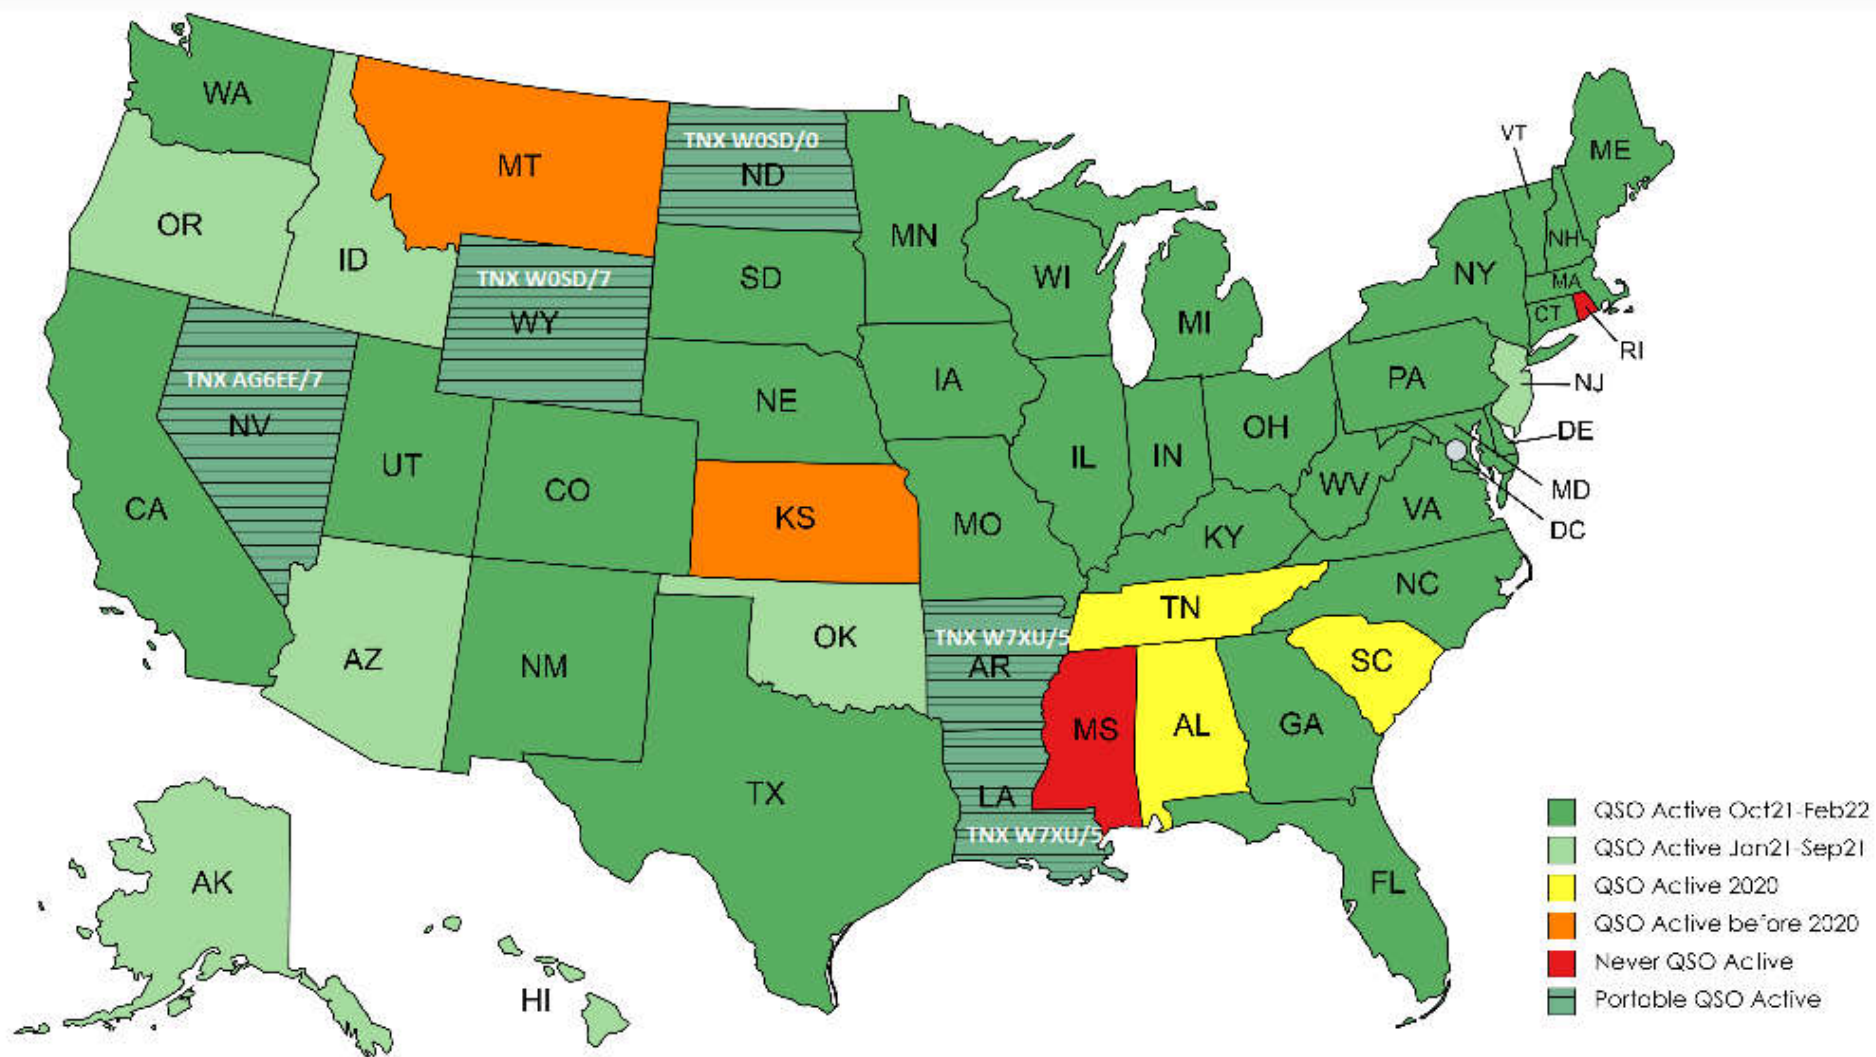 WA
MT
TNX W0SD/0
ND
MN
VT
ME
OR
ID
SD
WI
MI
NY
NH
MA
CT
RI
TNX W0SD/7
WY
IA
NE
PA
NJ
TNX AG6EE/7
NV
UT
CO
IL
IN
OH
DE
CA
KS
MO
WV
VA
MD
DC
KY
NC
AZ
NM
OK
TNX W7XU/5
AR
TN
SC
MS
AL
GA
TX
LA
TNX W7XU/5
FL
AK
HI
QSO Active Oct21-Feb22
QSO Active Jan21-Sep21
QSO Active 2020
QSO Active before 2020
Never QSO Active
Portable QSO Active